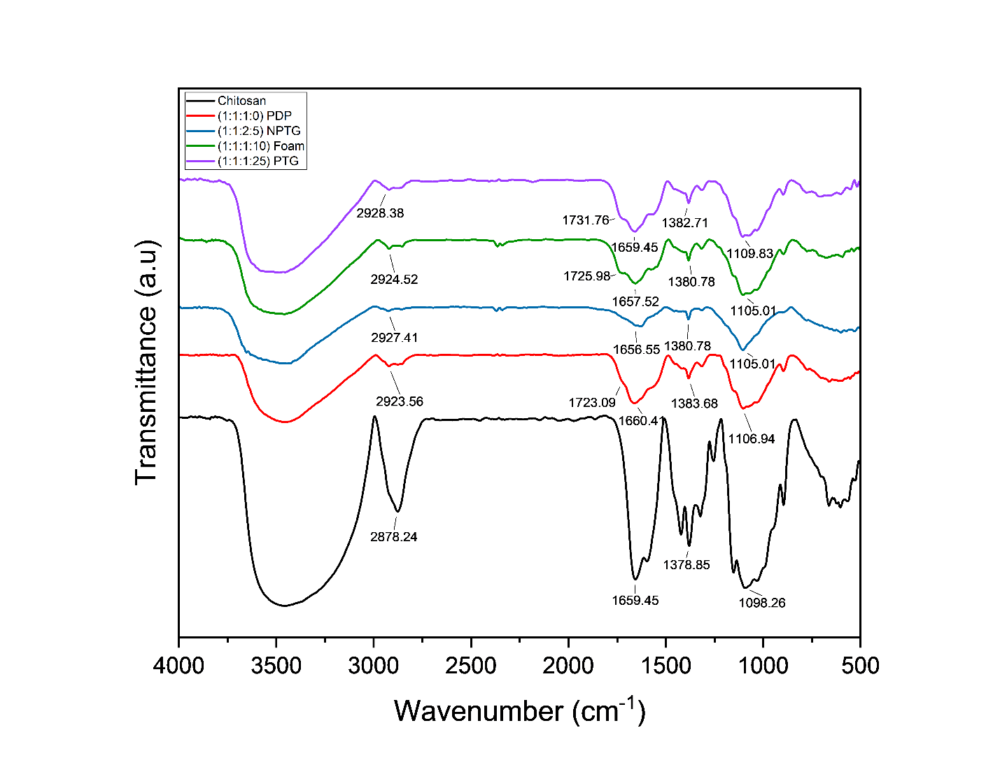 Chitosan
(1:1:1:0) PDP
(1:1:2:5) NPTG
(1:1:1:10) Foam
(1:1:1:25) PTG
2928.38
1731.76
1659.45
1382.71
1109.83
2924.52
1725.98
1657.52
1380.78
1105.01
2927.41
1656.55
1380.78
1105.01
2923.56
1723.09
1660.41
1383.68
1106.94
2878.24
1659.45
1378.85
1098.26
Transmittance (a.u)
4000 3500 3000 2500 2000 1500 1000 500
Wavenumber (cm⁻¹)